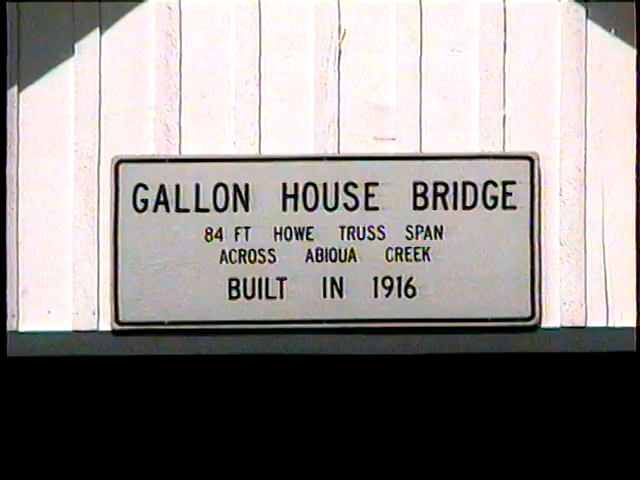 GALLON HOUSE BRIDGE
84 FT HOWE TRUSS SPAN
ACROSS ABIQUA CREEK
BUILT IN 1916